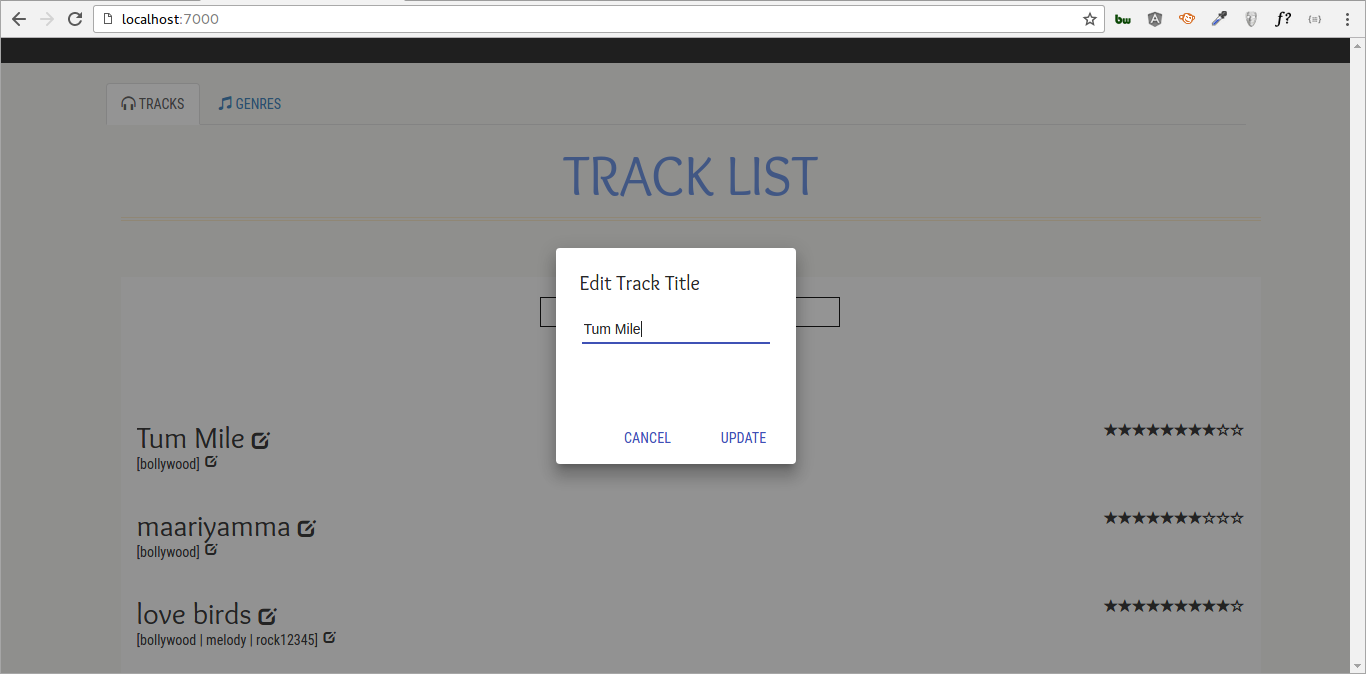 localhost:7000
bw
A
f?
{≡}
TRACKS
GENRES
TRACK LIST
Edit Track Title
Tum Mile
CANCEL
UPDATE
Tum Mile
[bollywood]
★★★★★★★★☆☆
maariyamma
[bollywood]
★★★★★★★☆☆☆
love birds
[bollywood | melody | rock12345]
★★★★★★★★★☆